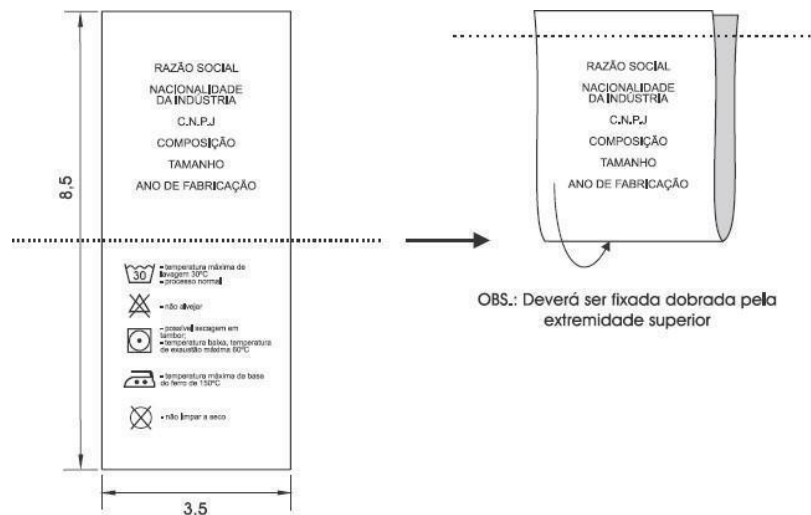 RAZÃO SOCIAL
NACIONALIDADE
DA INDÚSTRIA
C.N.P.J
COMPOSIÇÃO
TAMANHO
ANO DE FABRICAÇÃO
8,5
30
- temperatura máxima de
lavagem 30ºC
- processo normal
- não alvejar
- possível secagem em
tambor;
- temperatura baixa, temperatura
de exaustão máxima 60ºC
- temperatura máxima da base
do ferro de 150ºC
- não limpar a seco
3,5
RAZÃO SOCIAL
NACIONALIDADE
DA INDÚSTRIA
C.N.P.J
COMPOSIÇÃO
TAMANHO
ANO DE FABRICAÇÃO
OBS.: Deverá ser fixada dobrada pela
extremidade superior